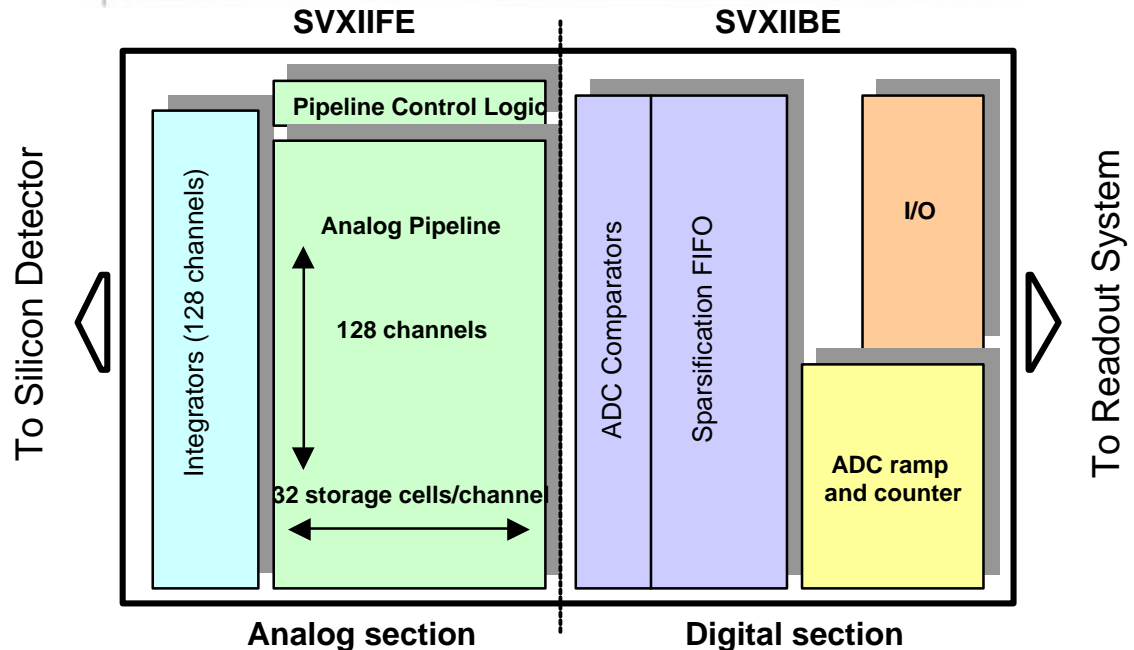 SVXIIFE
SVXIIBE
To Silicon Detector
Integrators (128 channels)
Pipeline Control Logic
Analog Pipeline
128 channels
32 storage cells/channel
ADC Comparators
Sparsification FIFO
I/O
ADC ramp
and counter
To Readout System
Analog section
Digital section